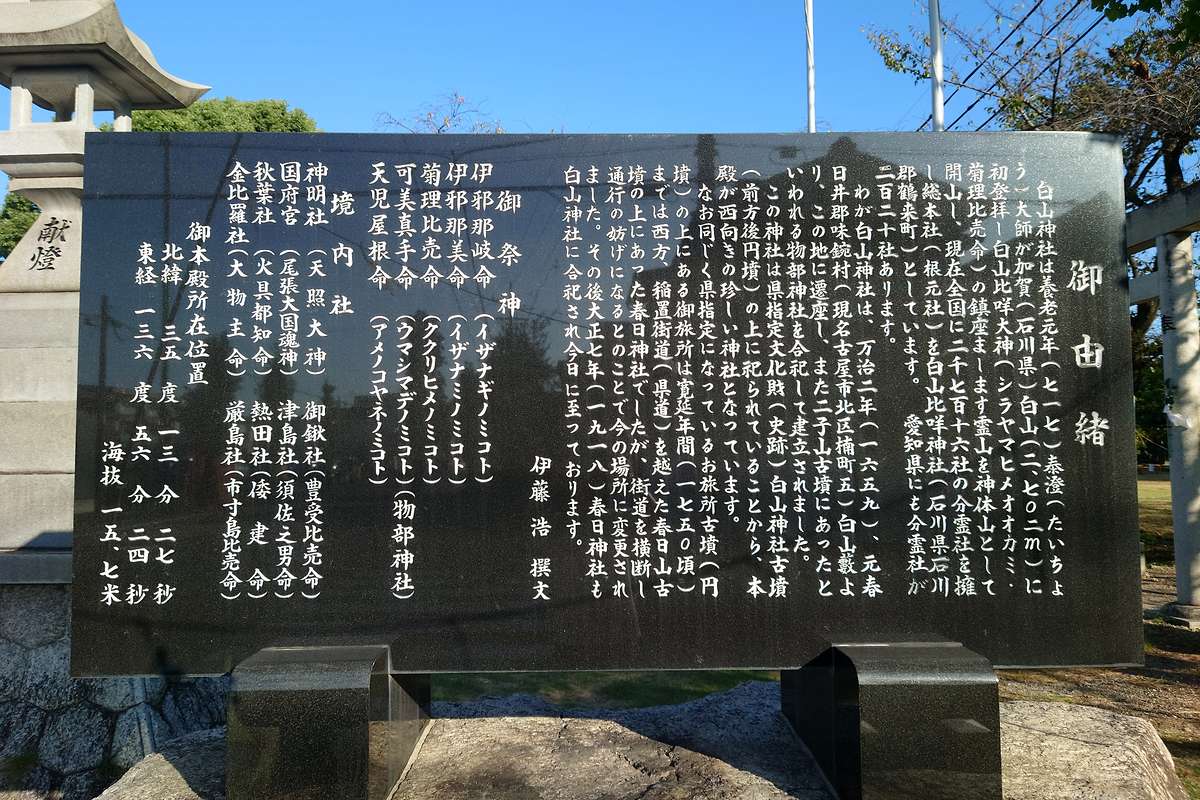 御由緒
白山神社は養老元年(七一七)泰澄(たいちょ
う)大師が加賀(石川県)白山(二、七〇二m)に
初登拝し白山比咩大神(シラヤマヒメオオカミ・
菊理比売命)の鎮座まします霊山を神体山として
開山し、現在全国に二千七百十六社の分霊社を擁
し総本社(根元社)を白山比咩神社(石川県石川
郡鶴来町)としています。 愛知県にも分霊社が
二百二十社あります。
わが白山神社は、万治二年(一六五九)、元春
日井郡味鋺村(現名古屋市北区楠町五)白山藪よ
り、この地に遷座し、また二子山古墳にあったと
いわれる物部神社を合祀して建立されました。
この神社は県指定文化財(史跡)白山神社古墳
(前方後円墳)の上に祀られていることから、本
殿が西向きの珍しい神社となっています。
なお同じく県指定になっているお旅所古墳(円
墳)の上にある御旅所は寛延年間(一七五〇頃)
までは西方、稲置街道(県道)を越えた春日山古
墳の上にあった春日神社でしたが、街道を横断し
通行の妨げになるとのことで今の場所に変更され
ました。その後大正七年(一九一八)春日神社も
白山神社に合祀され今日に至っております。
伊藤 浩 撰文
御祭神
伊邪那岐命(イザナギノミコト)
伊邪那美命(イザナミノミコト)
菊理比売命(ククリヒメノミコト)
可美真手命(ウマシマデノミコト)(物部神社)
天児屋根命(アメノコヤネノミコト)
境内社
神明社(天照大神) 御鍬社(豊受比売命)
国府宮(尾張大国魂神) 津島社(須佐之男命)
秋葉社(火具都知命) 熱田社(倭建命)
金比羅社(大物主命) 厳島社(市寸島比売命)
御本殿所在位置
北緯 三五度 一三分 二七秒
東経 一三六度 五六分 二四秒
海抜 一五、七米
献燈